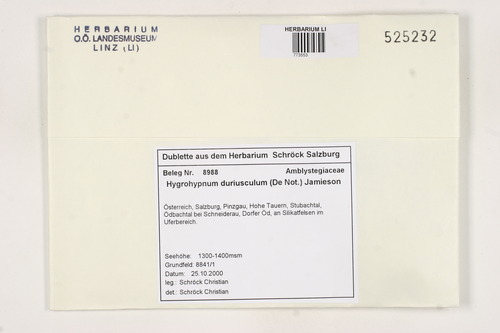 HERBARIUM
O.Ö. LANDESMUSEUM
LINZ (LI)
HERBARIUM LI
525232
Dublette aus dem Herbarium Schröck Salzburg
Beleg Nr. 8988 Amblystegiaceae
Hygrohypnum duriusculum (De Not.) Jamieson
Österreich, Salzburg, Pinzgau, Hohe Tauern, Stubachtal,
Ödbachtal bei Schneiderau, Dorfer Öd, an Silikatfelsen im
Uferbereich.
Seehöhe: 1300-1400msm
Grundfeld: 8841/1
Datum: 25.10.2000
leg.: Schröck Christian
det.: Schröck Christian